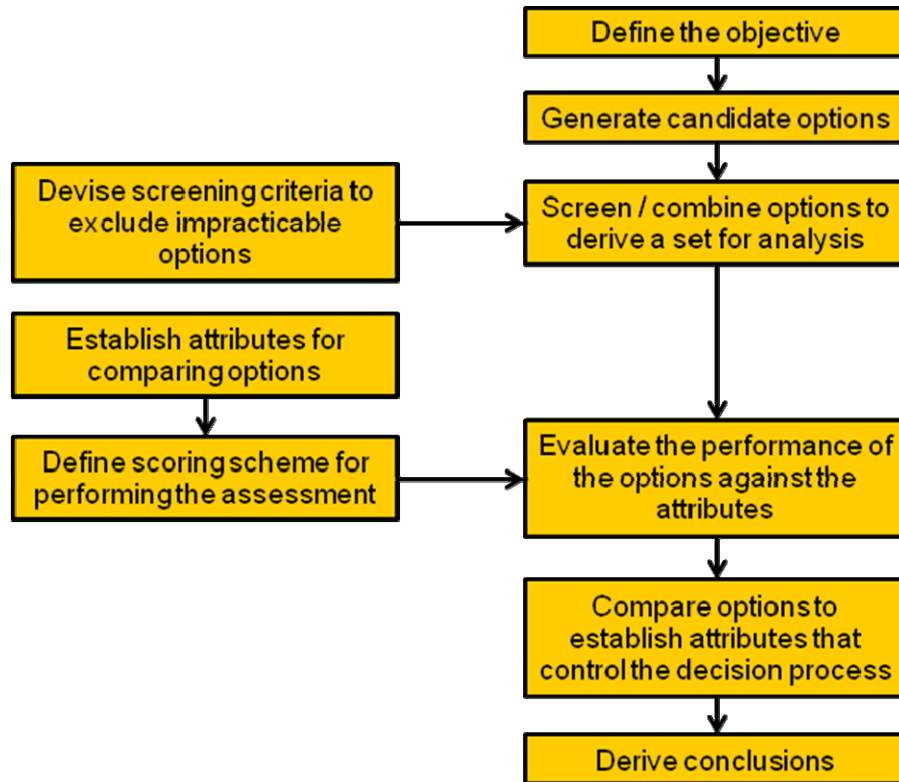 Define the objective
Generate candidate options
Devise screening criteria to
exclude impracticable
options
Screen / combine options to
derive a set for analysis
Establish attributes for
comparing options
Define scoring scheme for
performing the assessment
Evaluate the performance of
the options against the
attributes
Compare options to
establish attributes that
control the decision process
Derive conclusions